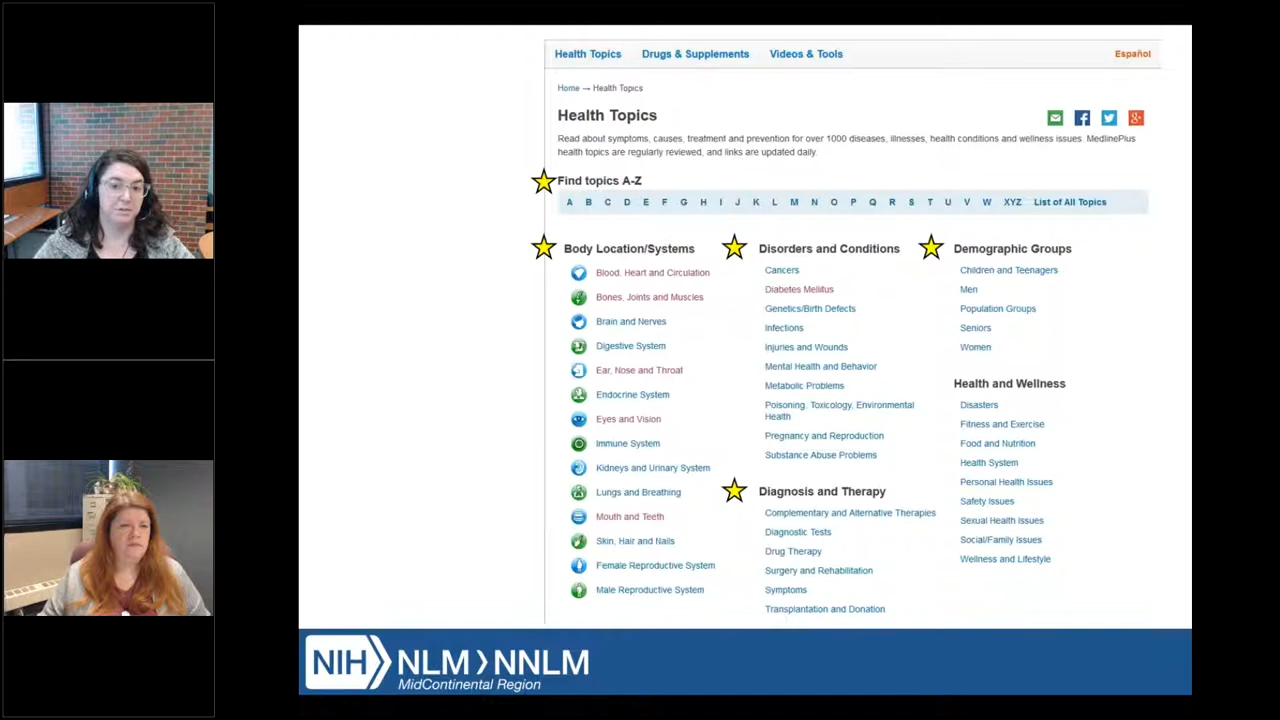 Health Topics Drugs & Supplements Videos & Tools Español
Home → Health Topics
Health Topics
Read about symptoms, causes, treatment and prevention for over 1000 diseases, illnesses, health conditions and wellness issues. MedlinePlus
health topics are regularly reviewed, and links are updated daily.
Find topics A-Z
A B C D E F G H I J K L M N O P Q R S T U V W XYZ List of All Topics
Body Location/Systems
Blood, Heart and Circulation
Bones, Joints and Muscles
Brain and Nerves
Digestive System
Ear, Nose and Throat
Endocrine System
Eyes and Vision
Immune System
Kidneys and Urinary System
Lungs and Breathing
Mouth and Teeth
Skin, Hair and Nails
Female Reproductive System
Male Reproductive System
Disorders and Conditions
Cancers
Diabetes Mellitus
Genetics/Birth Defects
Infections
Injuries and Wounds
Mental Health and Behavior
Metabolic Problems
Poisoning, Toxicology, Environmental
Health
Pregnancy and Reproduction
Substance Abuse Problems
Diagnosis and Therapy
Complementary and Alternative Therapies
Diagnostic Tests
Drug Therapy
Surgery and Rehabilitation
Symptoms
Transplantation and Donation
Demographic Groups
Children and Teenagers
Men
Population Groups
Seniors
Women
Health and Wellness
Disasters
Fitness and Exercise
Food and Nutrition
Health System
Personal Health Issues
Safety Issues
Sexual Health Issues
Social/Family Issues
Wellness and Lifestyle
NIH NLM NNLM
MidContinental Region